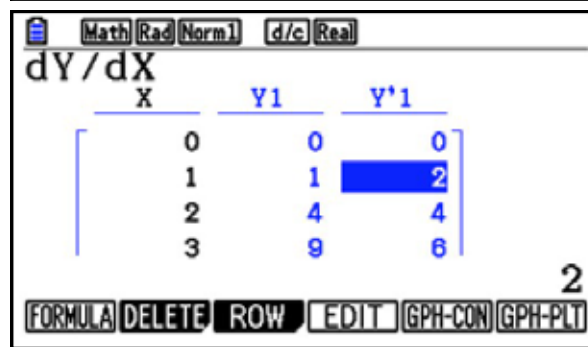 Math Rad Norm1 d/c Real
dY/dX
X Y1 Y'1
0 0 0
1 1 2
2 4 4
3 9 6
2
FORMULA DELETE ROW EDIT GPH-CON GPH-PLT